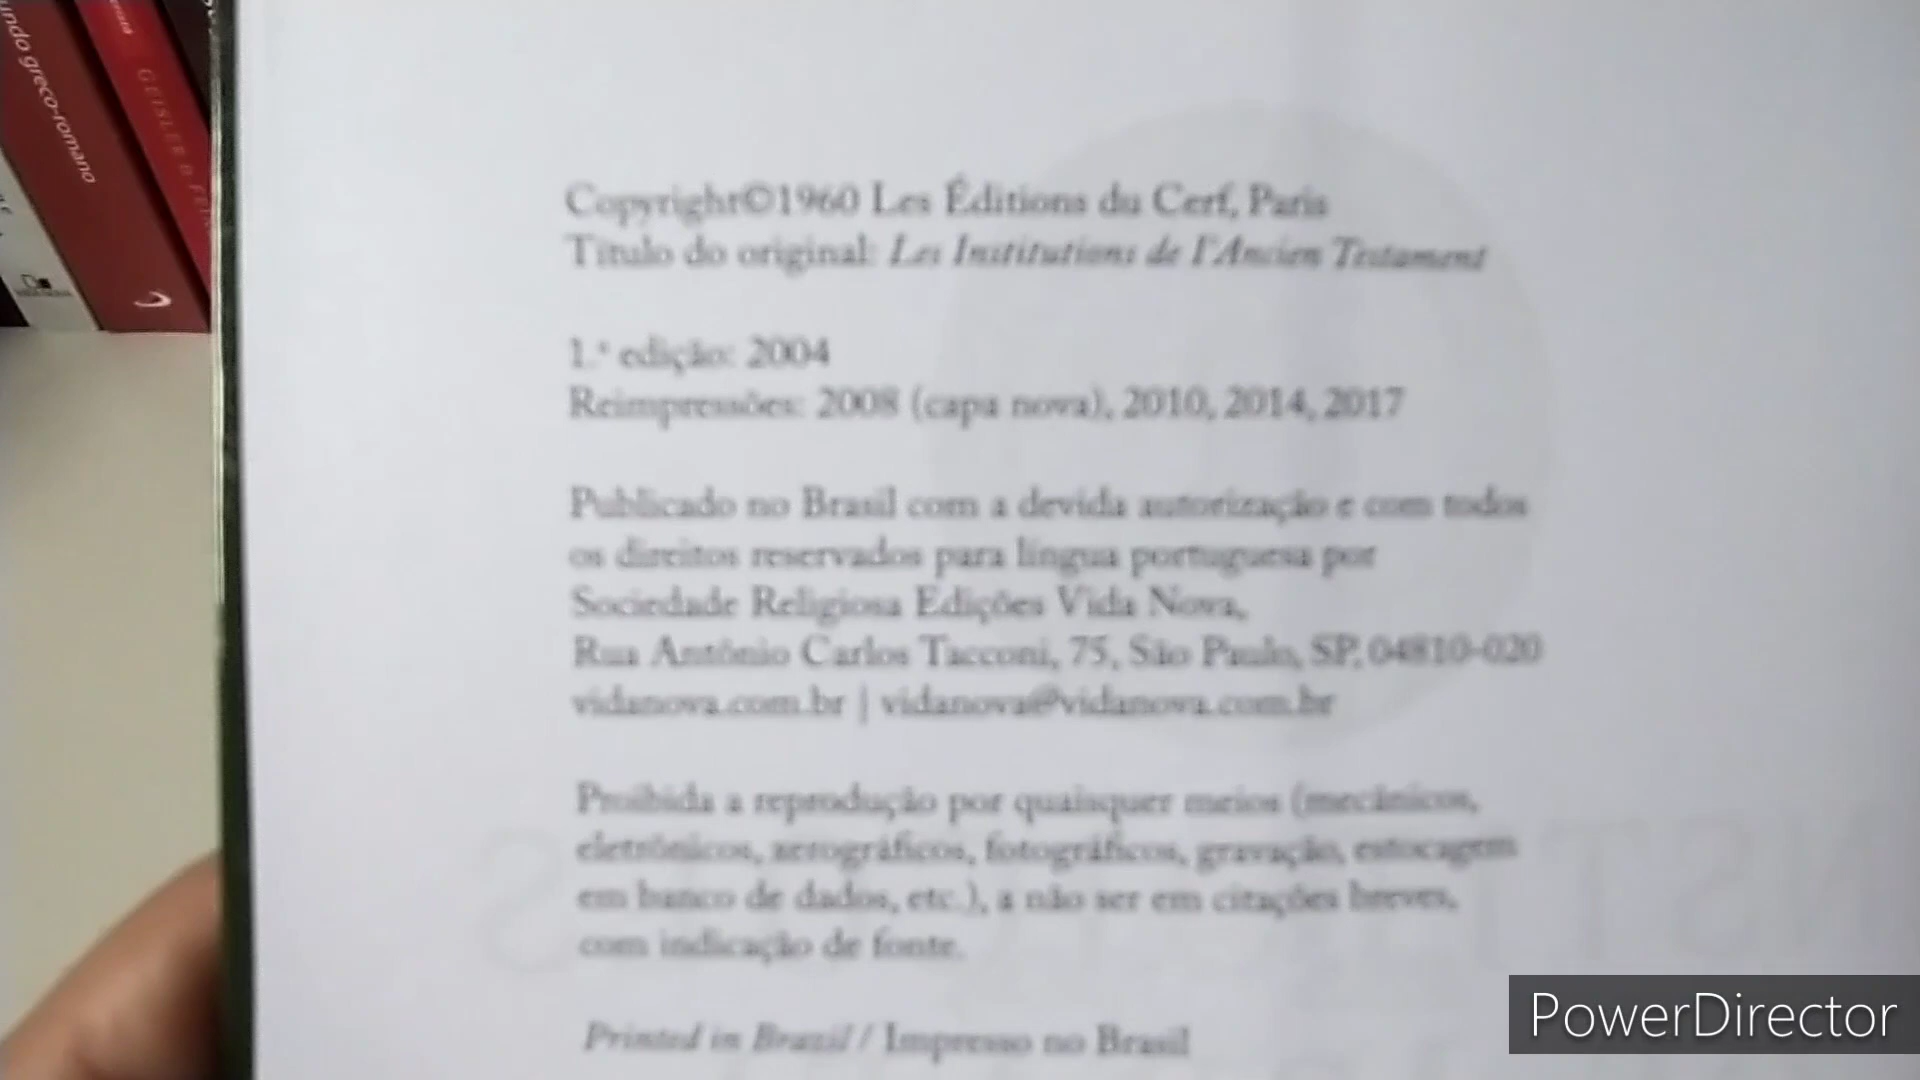 undo greco-romano
GEISLER &
Copyright©1960 Les Éditions du Cerf, Paris
Título do original: Les Institutions de l'Ancien Testament
1.ª edição: 2004
Reimpressões: 2008 (capa nova), 2010, 2014, 2017
Publicado no Brasil com a devida autorização e com todos
os direitos reservados para língua portuguesa por
Sociedade Religiosa Edições Vida Nova,
Rua Antônio Carlos Tacconi, 75, São Paulo, SP, 04810-020
vidanova.com.br | vidanova@vidanova.com.br
Proibida a reprodução por quaisquer meios (mecânicos,
eletrônicos, xerográficos, fotográficos, gravação, estocagem
em banco de dados, etc.), a não ser em citações breves,
com indicação de fonte.
Printed in Brazil / Impresso no Brasil
PowerDirector